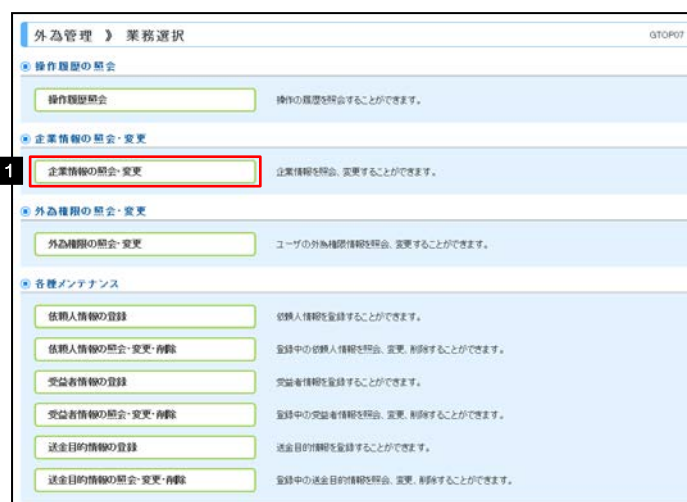 外為管理 》 業務選択
GTOP07
操作履歴の照会
操作履歴照会
操作の履歴を照会することができます。
企業情報の照会・変更
1
企業情報の照会・変更
企業情報を照会、変更することができます。
外為権限の照会・変更
外為権限の照会・変更
ユーザの外為権限情報を照会、変更することができます。
各種メンテナンス
依頼人情報の登録
依頼人情報を登録することができます。
依頼人情報の照会・変更・削除
登録中の依頼人情報を照会、変更、削除することができます。
受益者情報の登録
受益者情報を登録することができます。
受益者情報の照会・変更・削除
登録中の受益者情報を照会、変更、削除することができます。
送金目的情報の登録
送金目的情報を登録することができます。
送金目的情報の照会・変更・削除
登録中の送金目的情報を照会、変更、削除することができます。